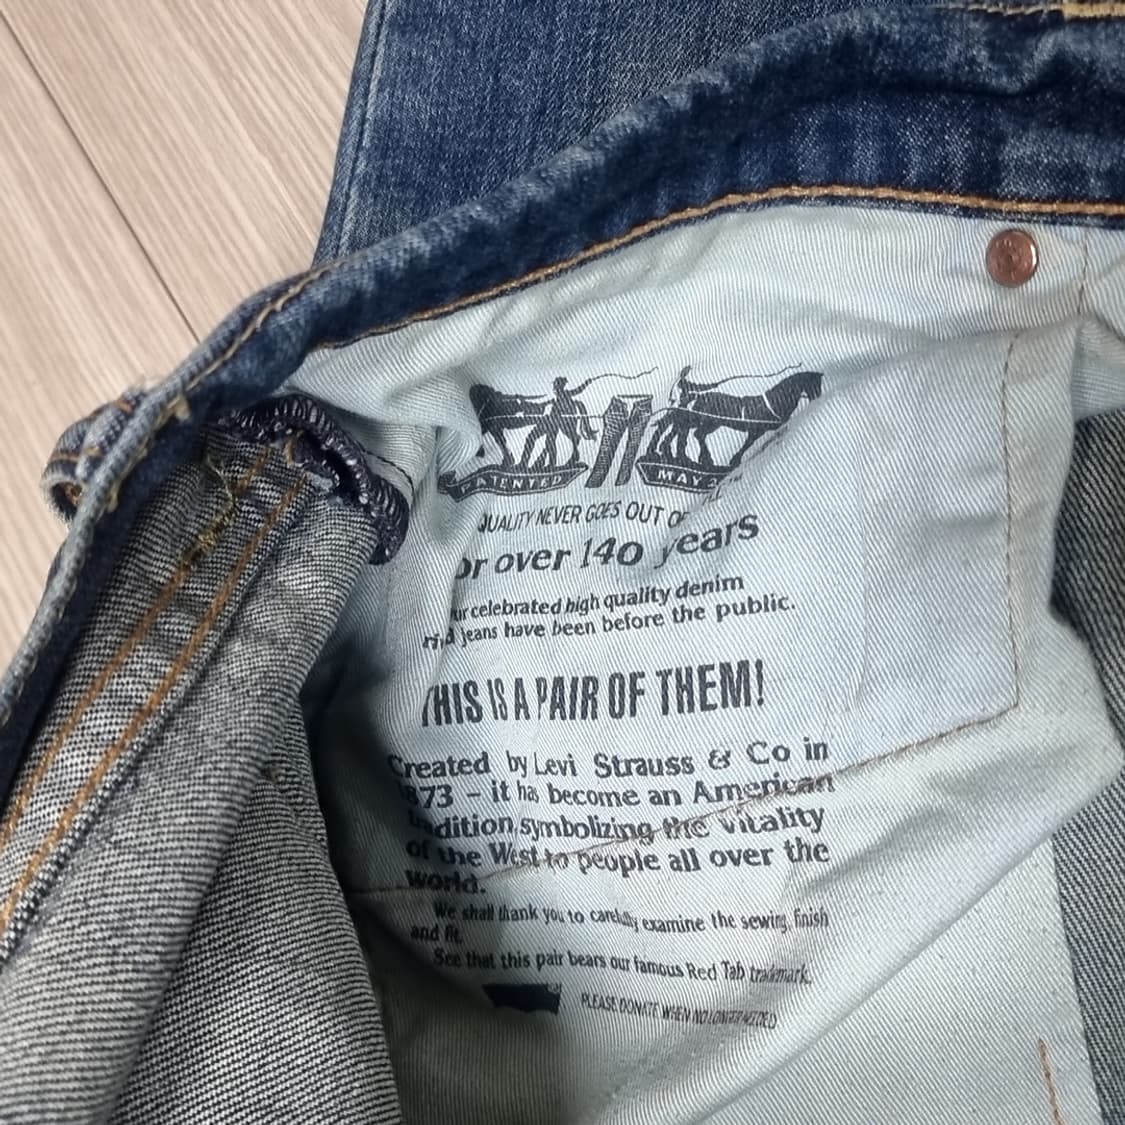 PATENTED MAY
QUALITY NEVER GOES OUT OF
or over 140 years
ur celebrated high quality denim
jeans have been before the public.
THIS IS A PAIR OF THEM!
Created by Levi Strauss & Co in
873 – it has become an American
tradition symbolizing the vitality
of the West to people all over the
world.
We shall thank you to carefully examine the sewing, finish
and fit.
See that this pair bears our famous Red Tab trademark.
PLEASE DONATE WHEN NO LONGER NEEDED